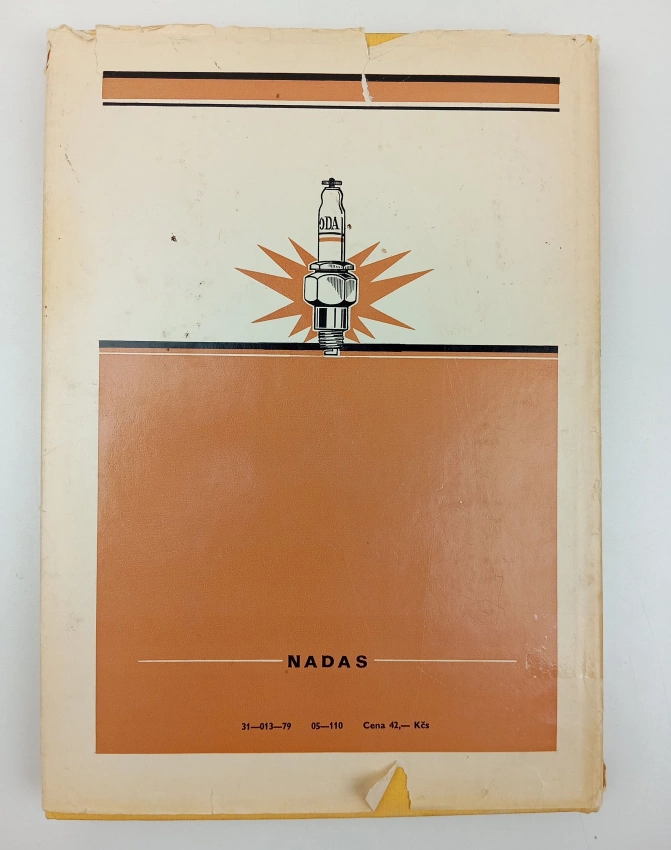 ODA
NADAS
31—013—79 05—110 Cena 42,— Kčs